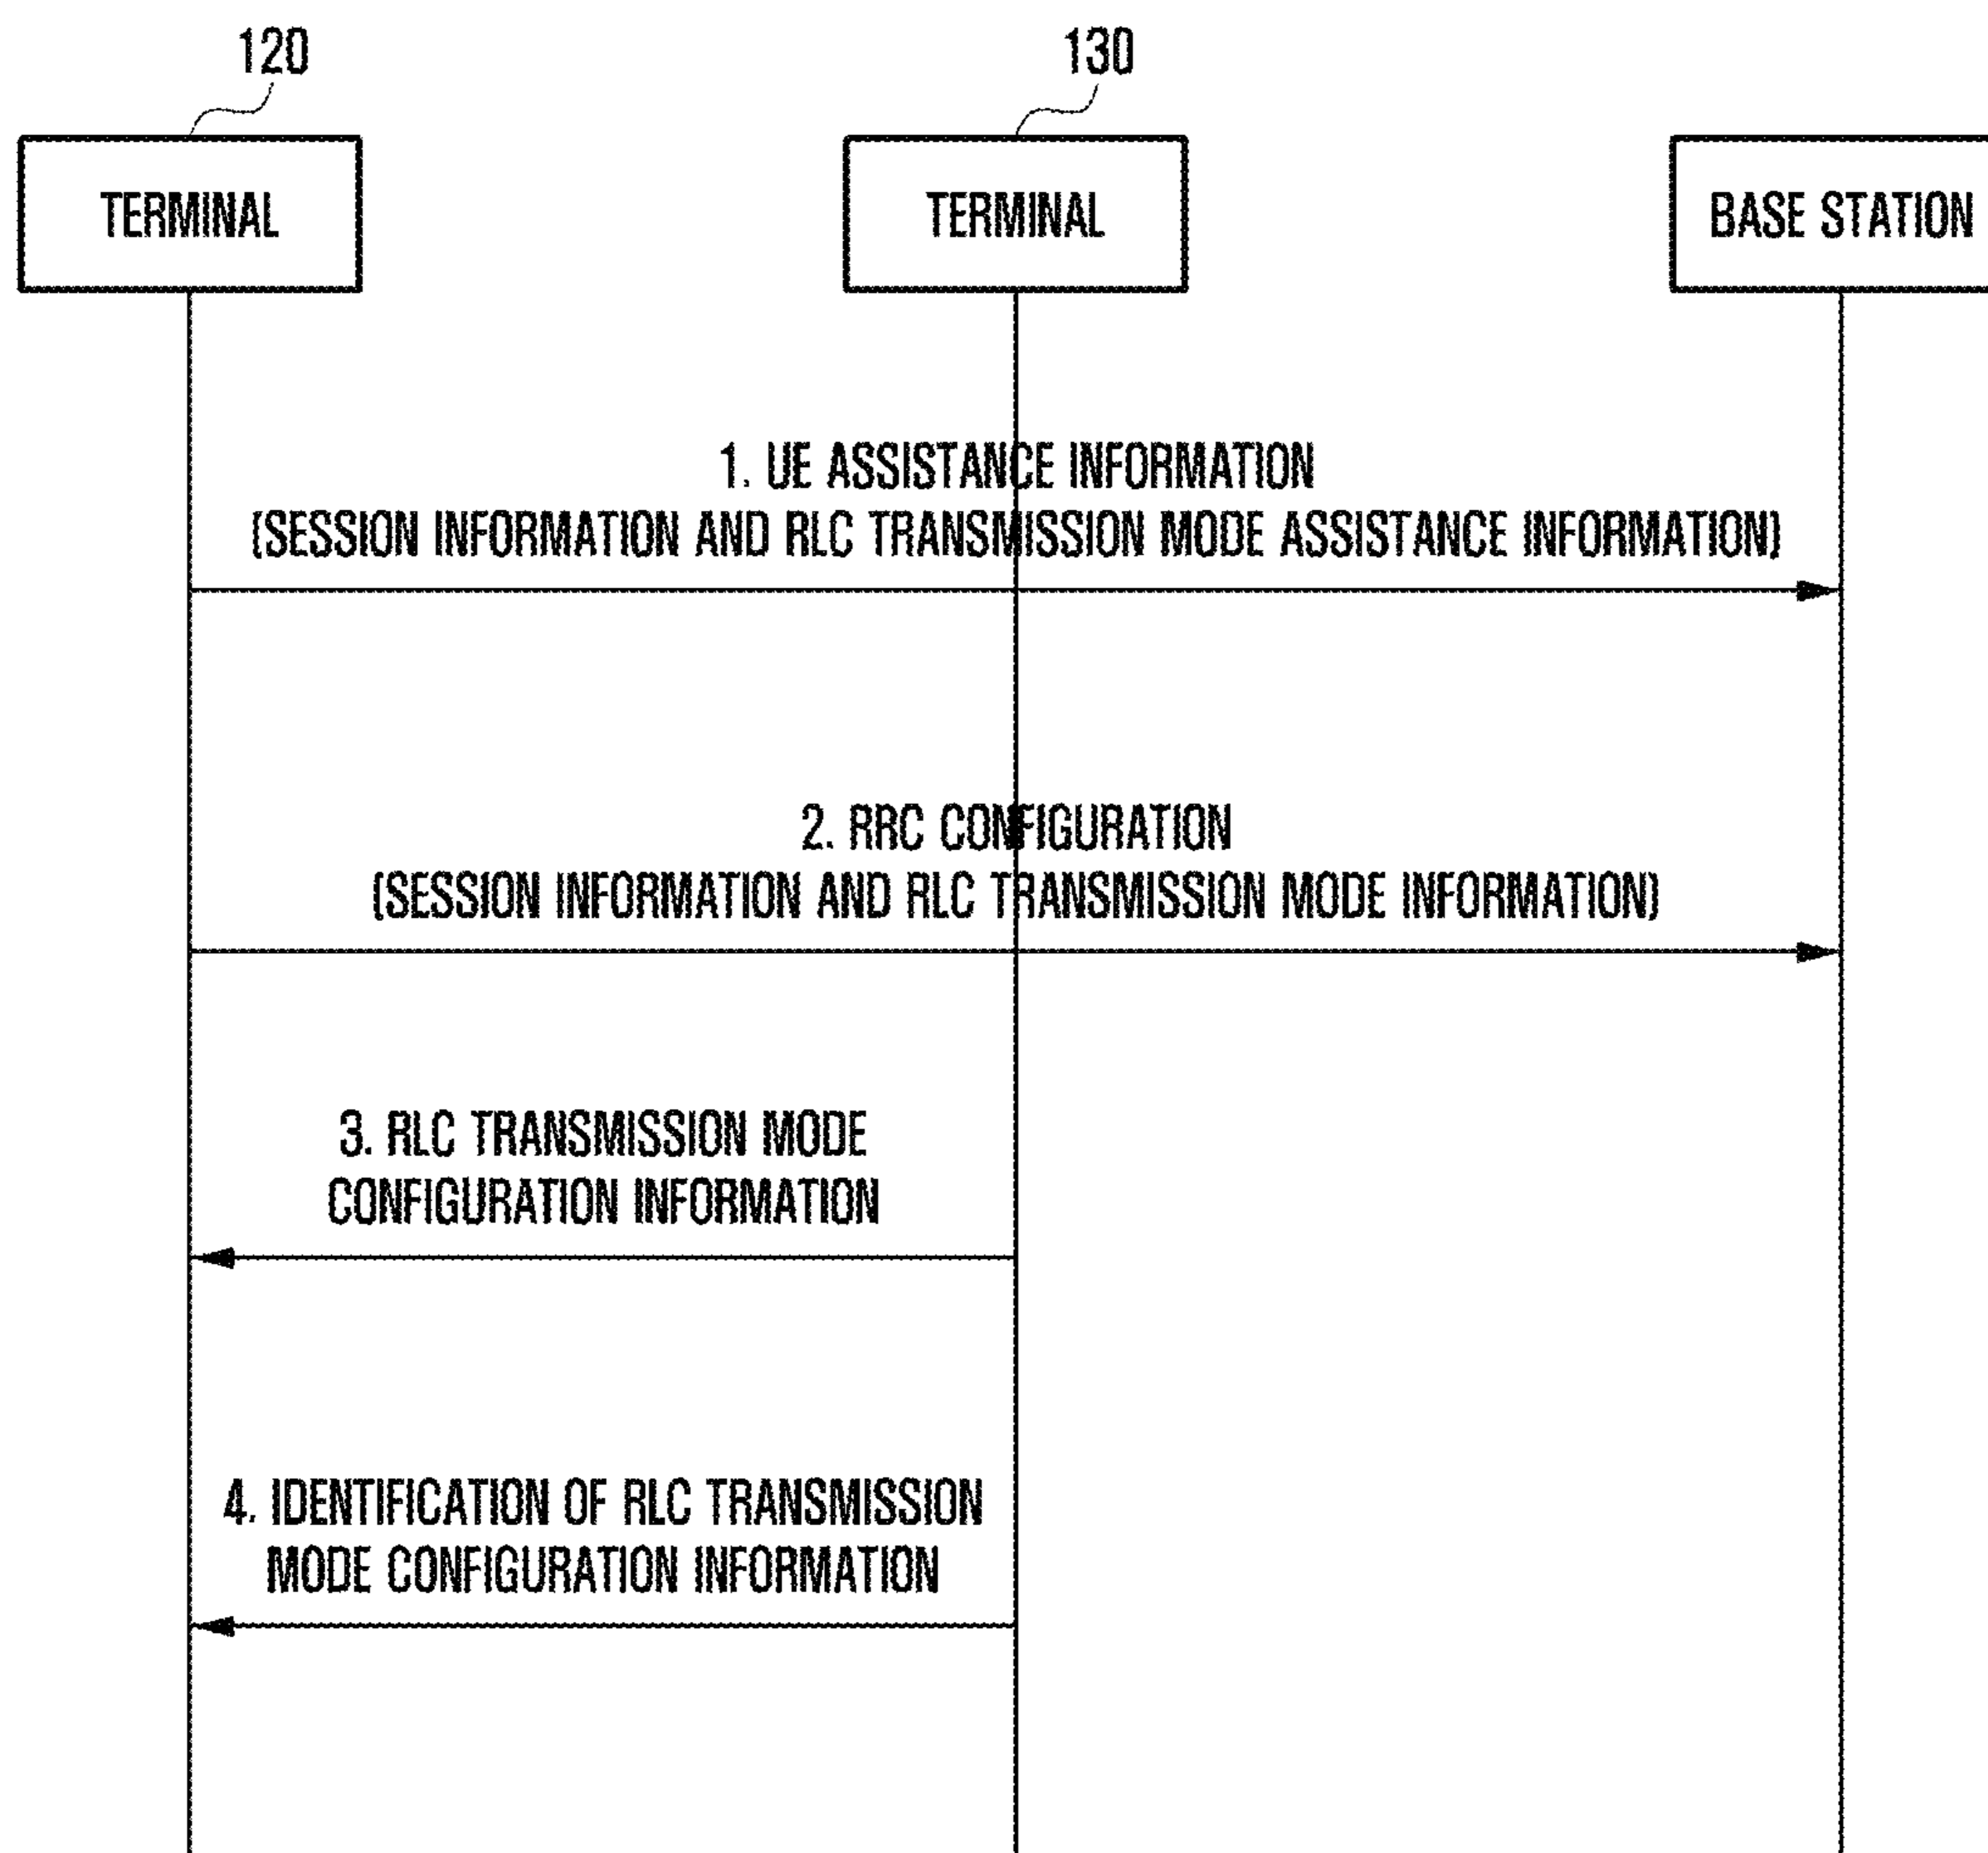 120
130
TERMINAL
TERMINAL
BASE STATION
1. UE ASSISTANCE INFORMATION
(SESSION INFORMATION AND RLC TRANSMISSION MODE ASSISTANCE INFORMATION)
2. RRC CONFIGURATION
(SESSION INFORMATION AND RLC TRANSMISSION MODE INFORMATION)
3. RLC TRANSMISSION MODE
CONFIGURATION INFORMATION
4. IDENTIFICATION OF RLC TRANSMISSION
MODE CONFIGURATION INFORMATION